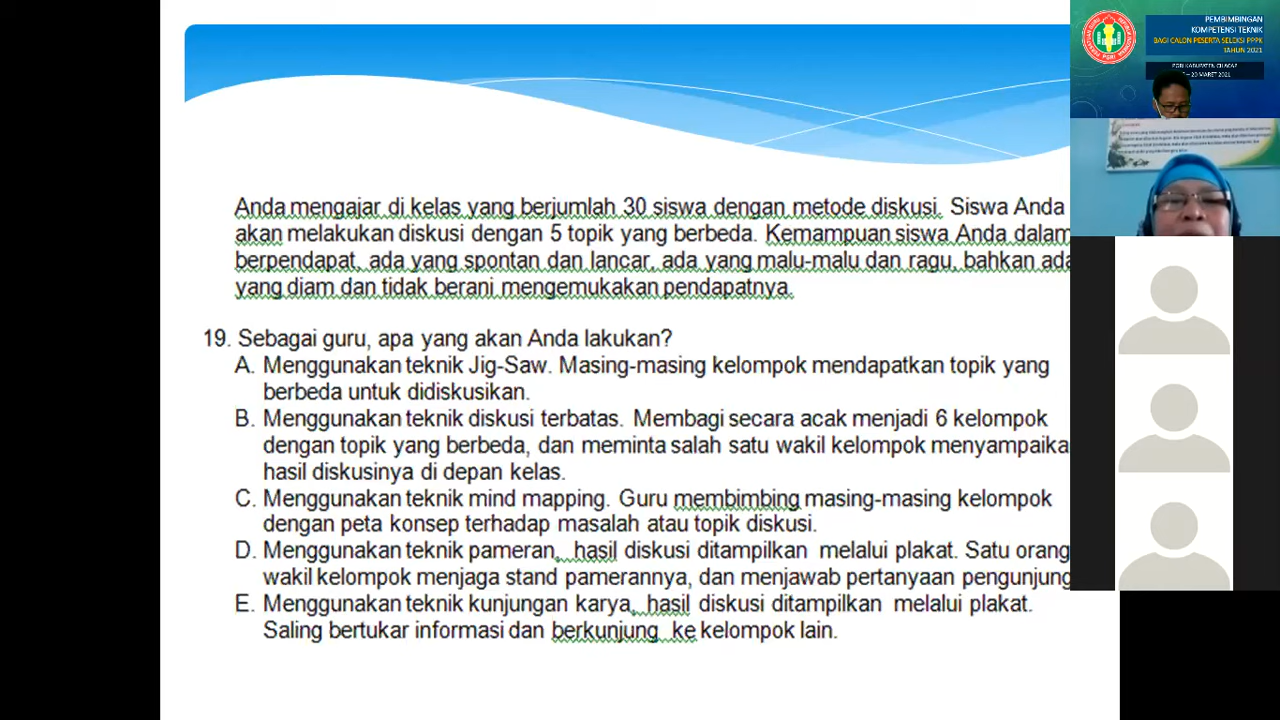 Anda mengajar di kelas yang berjumlah 30 siswa dengan metode diskusi. Siswa Anda
akan melakukan diskusi dengan 5 topik yang berbeda. Kemampuan siswa Anda dalam
berpendapat, ada yang spontan dan lancar, ada yang malu-malu dan ragu, bahkan ada
yang diam dan tidak berani mengemukakan pendapatnya.
19. Sebagai guru, apa yang akan Anda lakukan?
A. Menggunakan teknik Jig-Saw. Masing-masing kelompok mendapatkan topik yang
berbeda untuk didiskusikan.
B. Menggunakan teknik diskusi terbatas. Membagi secara acak menjadi 6 kelompok
dengan topik yang berbeda, dan meminta salah satu wakil kelompok menyampaika
hasil diskusinya di depan kelas.
C. Menggunakan teknik mind mapping. Guru membimbing masing-masing kelompok
dengan peta konsep terhadap masalah atau topik diskusi.
D. Menggunakan teknik pameran, hasil diskusi ditampilkan melalui plakat. Satu orang
wakil kelompok menjaga stand pamerannya, dan menjawab pertanyaan pengunjung
E. Menggunakan teknik kunjungan karya, hasil diskusi ditampilkan melalui plakat.
Saling bertukar informasi dan berkunjung ke kelompok lain.
PEMBIMBINGAN
KOMPETENSI TEKNIK
BAGI CALON PESERTA SELEKSI PPPK
TAHUN 2021
PGRI KABUPATEN CILACAP
– 20 MARET 2021
PGRI